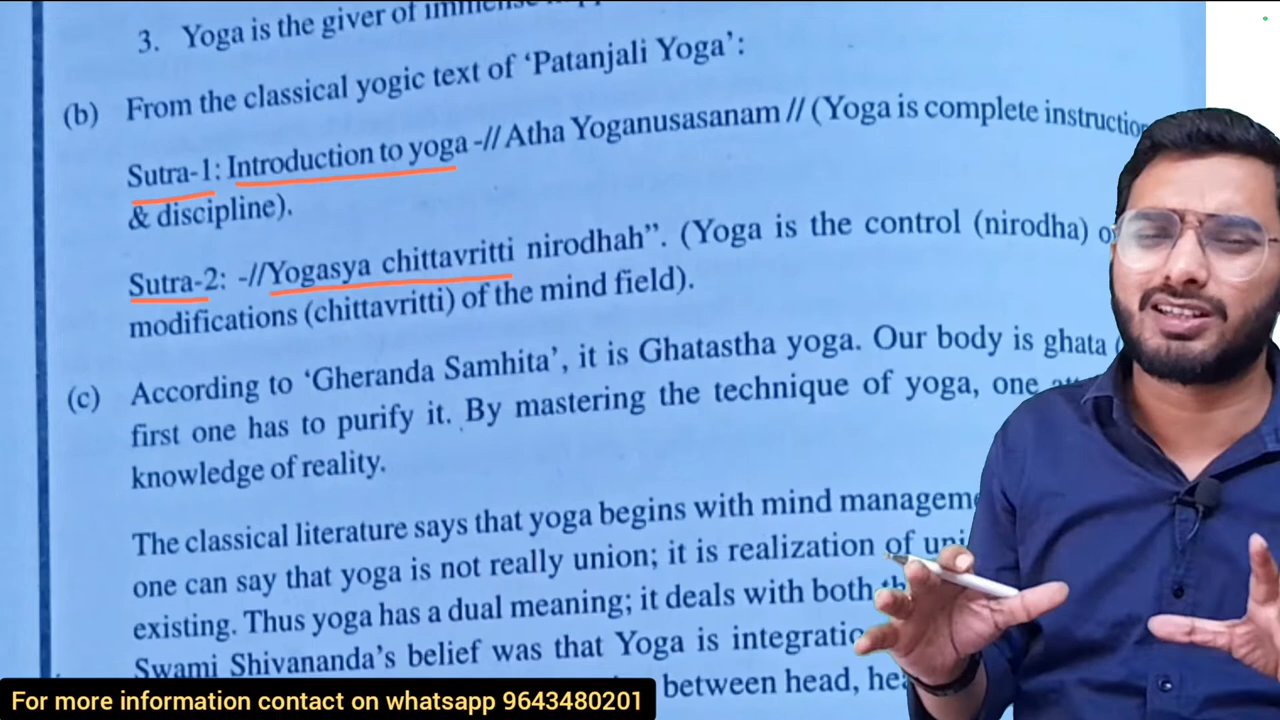 3. Yoga is the giver of
(b) From the classical yogic text of ‘Patanjali Yoga’:
Sutra-1: Introduction to yoga -// Atha Yoganusasanam // (Yoga is complete instruction
& discipline).
Sutra-2: -//Yogasya chittavritti nirodhah”. (Yoga is the control (nirodha)
modifications (chittavritti) of the mind field).
(c) According to ‘Gheranda Samhita’, it is Ghatastha yoga. Our body is ghata
first one has to purify it. By mastering the technique of yoga, one
knowledge of reality.
The classical literature says that yoga begins with mind
one can say that yoga is not really union; it is realization of
existing. Thus yoga has a dual meaning; it deals with both
Swami Shivananda’s belief was that Yoga is
between head,
For more information contact on whatsapp 9643480201